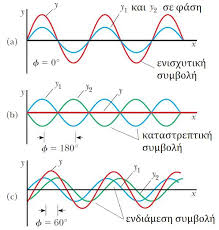 y
y₁ και y₂ σε φάση
x
(a)
ϕ = 0°
ενισχυτική
συμβολή
y₁
y₂
y
x
(b)
ϕ = 180°
καταστρεπτική
συμβολή
y
y₁
y₂
x
(c)
ϕ = 60°
ενδιάμεση συμβολή